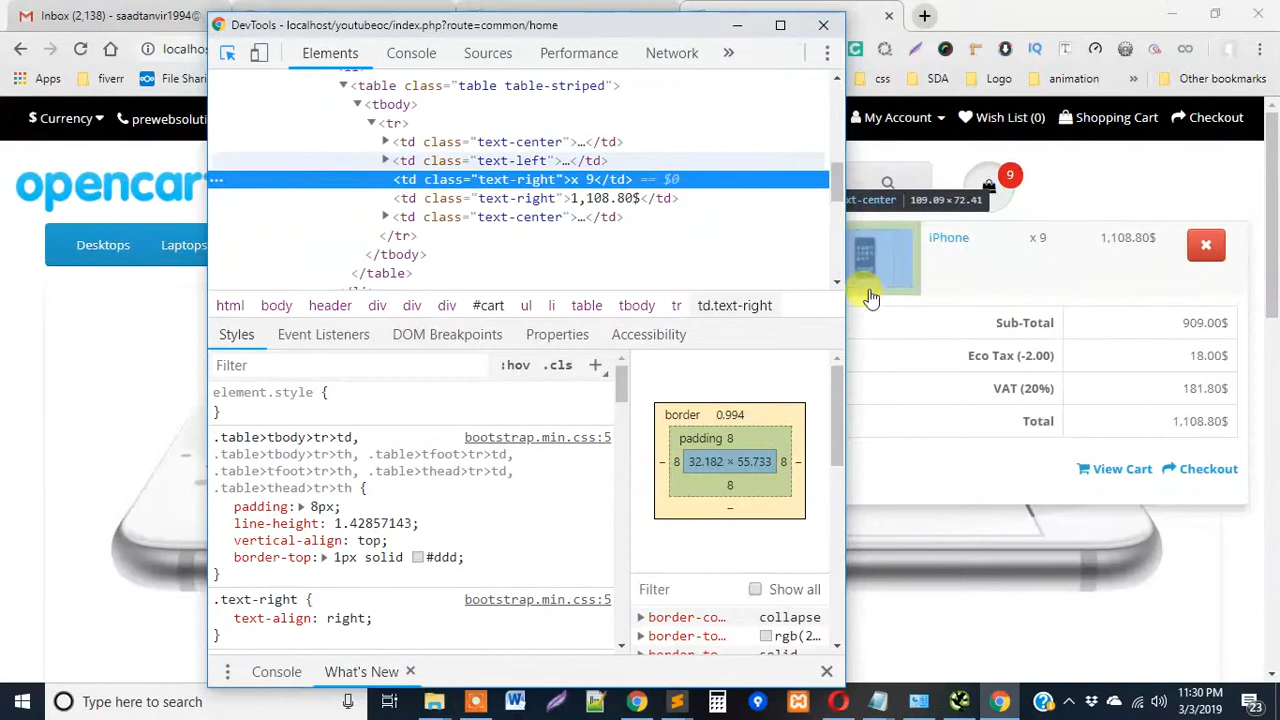 Inbox (2,138) - saadtanvir1994@
DevTools - localhost/youtubeoc/index.php?route=common/home
localhos
Elements Console Sources Performance Network »
Apps fiverr File Sharin
css SDA Logo animation » Other bookmarks
<table class="table table-striped">
<tbody>
<tr>
<td class="text-center">…</td>
<td class="text-left">…</td>
<td class="text-right">x 9</td> == $0
<td class="text-right">1,108.80$</td>
<td class="text-center">…</td>
</tr>
</tbody>
</table>
$ Currency prewebsolutio
My Account Wish List (0) Shopping Cart Checkout
opencart
9
xt-center 109.09 × 72.41
Desktops Laptops
iPhone x 9 1,108.80$
Sub-Total 909.00$
Eco Tax (-2.00) 18.00$
VAT (20%) 181.80$
Total 1,108.80$
View Cart Checkout
html body header div div div #cart ul li table tbody tr td.text-right
Styles Event Listeners DOM Breakpoints Properties Accessibility
Filter :hov .cls +
element.style {
}
.table>tbody>tr>td, bootstrap.min.css:5
.table>tbody>tr>th, .table>tfoot>tr>td,
.table>tfoot>tr>th, .table>thead>tr>td,
.table>thead>tr>th {
padding: 8px;
line-height: 1.42857143;
vertical-align: top;
border-top: 1px solid #ddd;
}
.text-right { bootstrap.min.css:5
text-align: right;
}
border 0.994
padding 8
– 8 32.182 × 55.733 8 –
8
–
Filter Show all
border-co… collapse
border-to… rgb(2…
border-to… solid
Console What's New
Type here to search
11:30 PM
3/3/2019
23